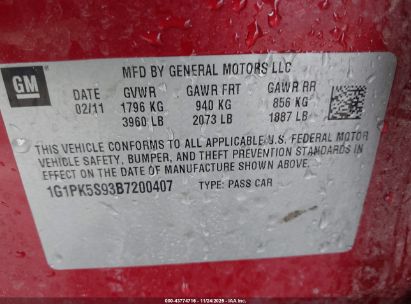 GM
MFD BY GENERAL MOTORS LLC
DATE GVWR GAWR FRT GAWR RR
02/11 1796 KG 940 KG 856 KG
3960 LB 2073 LB 1887 LB
THIS VEHICLE CONFORMS TO ALL APPLICABLE U.S. FEDERAL MOTOR
VEHICLE SAFETY, BUMPER, AND THEFT PREVENTION STANDARDS
IN EFFECT ON THE DATE OF MANUFACTURE SHOWN ABOVE.
1G1PK5S93B7200407 TYPE: PASS CAR